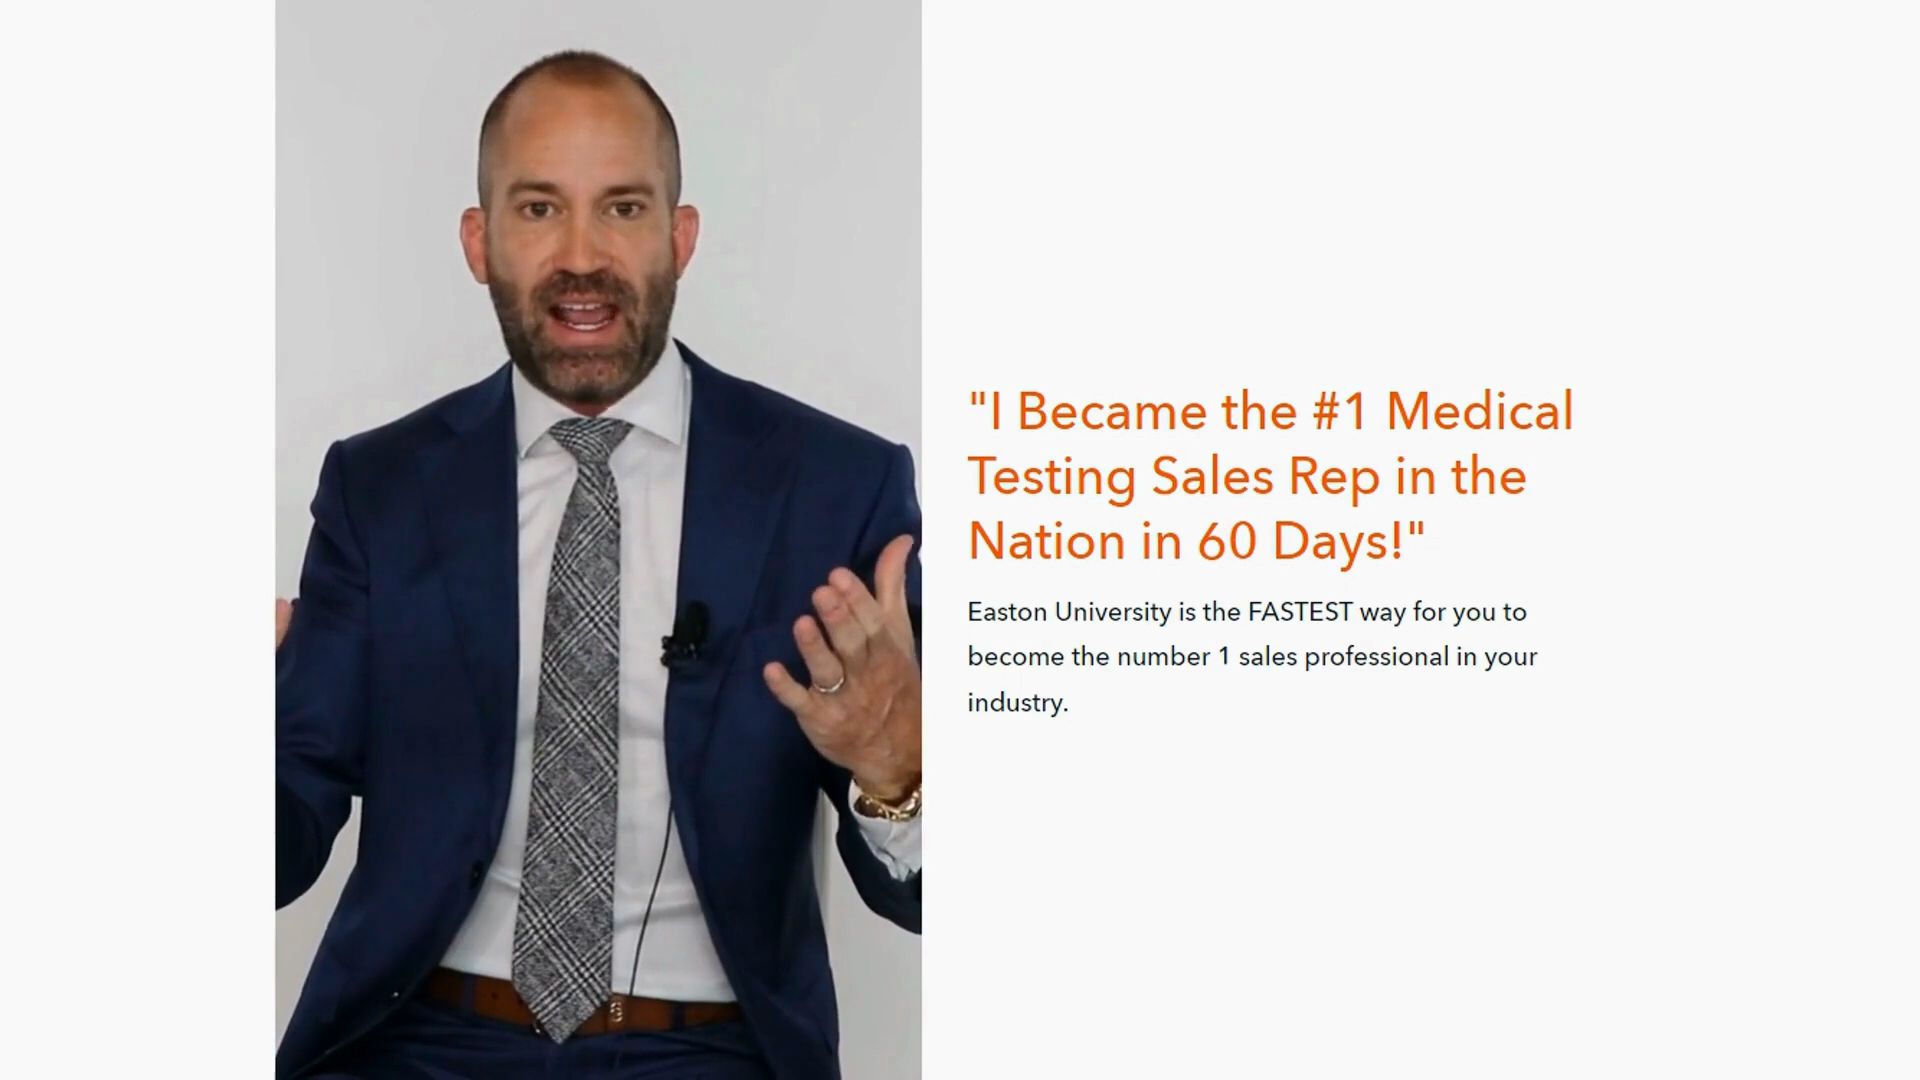 "I Became the #1 Medical
Testing Sales Rep in the
Nation in 60 Days!"
Easton University is the FASTEST way for you to
become the number 1 sales professional in your
industry.